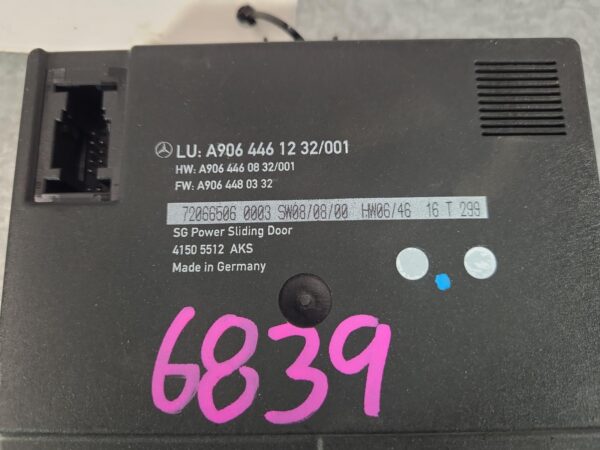 LU: A906 446 12 32/001
HW: A906 446 08 32/001
FW: A906 448 03 32
72066506 0003 SW08/08/00 HW06/46 16 T 299
SG Power Sliding Door
4150 5512 AKS
Made in Germany
6839